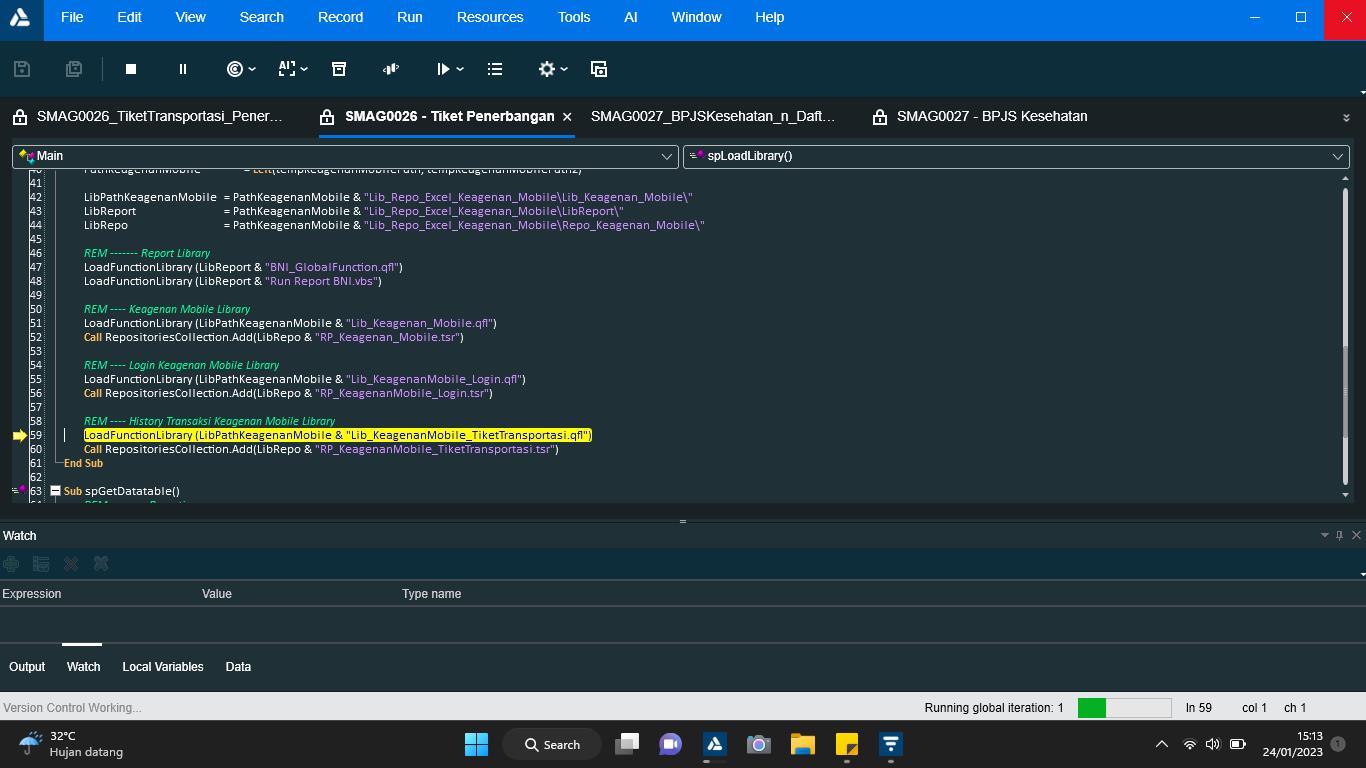 File Edit View Search Record Run Resources Tools AI Window Help
SMAG0026_TiketTransportasi_Pener... SMAG0026 - Tiket Penerbangan SMAG0027_BPJSKesehatan_n_Daft... SMAG0027 - BPJS Kesehatan
Main spLoadLibrary()
40 PathKeagenanMobile = Left(tempKeagenanMobilePath, tempKeagenanMobilePath2)
41
42 LibPathKeagenanMobile = PathKeagenanMobile & "Lib_Repo_Excel_Keagenan_Mobile\Lib_Keagenan_Mobile\"
43 LibReport = PathKeagenanMobile & "Lib_Repo_Excel_Keagenan_Mobile\LibReport\"
44 LibRepo = PathKeagenanMobile & "Lib_Repo_Excel_Keagenan_Mobile\Repo_Keagenan_Mobile\"
45
46 REM ------- Report Library
47 LoadFunctionLibrary (LibReport & "BNI_GlobalFunction.qfl")
48 LoadFunctionLibrary (LibReport & "Run Report BNI.vbs")
49
50 REM ---- Keagenan Mobile Library
51 LoadFunctionLibrary (LibPathKeagenanMobile & "Lib_Keagenan_Mobile.qfl")
52 Call RepositoriesCollection.Add(LibRepo & "RP_Keagenan_Mobile.tsr")
53
54 REM ---- Login Keagenan Mobile Library
55 LoadFunctionLibrary (LibPathKeagenanMobile & "Lib_KeagenanMobile_Login.qfl")
56 Call RepositoriesCollection.Add(LibRepo & "RP_KeagenanMobile_Login.tsr")
57
58 REM ---- History Transaksi Keagenan Mobile Library
59 LoadFunctionLibrary (LibPathKeagenanMobile & "Lib_KeagenanMobile_TiketTransportasi.qfl")
60 Call RepositoriesCollection.Add(LibRepo & "RP_KeagenanMobile_TiketTransportasi.tsr")
61 End Sub
62
63 Sub spGetDatatable()
Watch
Expression Value Type name
Output Watch Local Variables Data
Version Control Working... Running global iteration: 1 ln 59 col 1 ch 1
32°C
Hujan datang
Search
15:13
24/01/2023 1